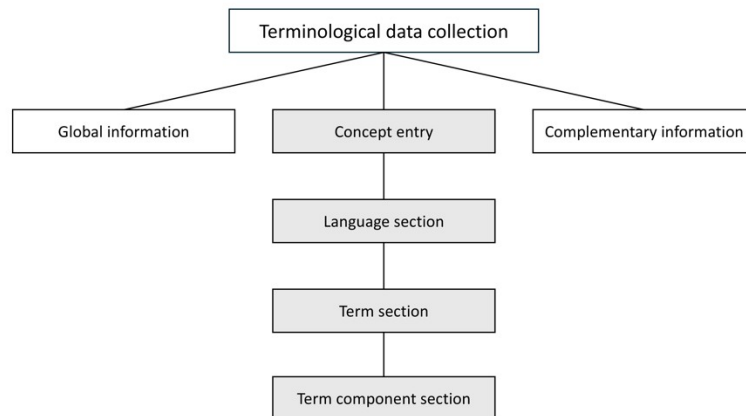 Terminological data collection
Global information
Concept entry
Complementary information
Language section
Term section
Term component section